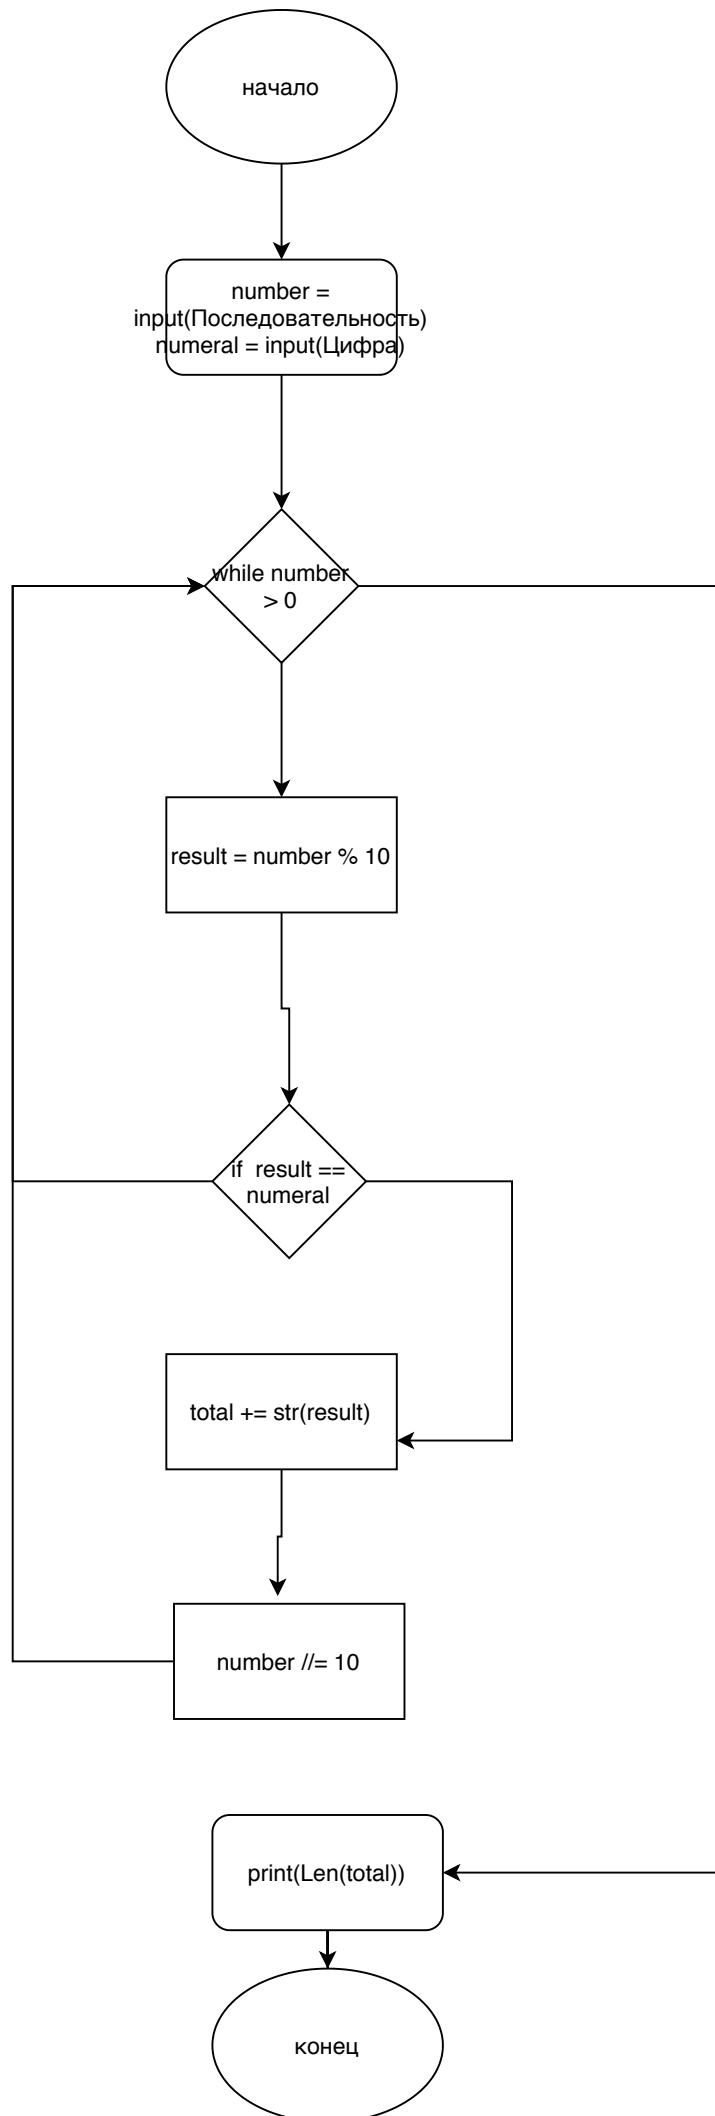 начало
number =
input(Последовательность)
numeral = input(Цифра)
while number
> 0
result = number % 10
if  result ==
numeral
total += str(result)
number //= 10
print(Len(total))
конец